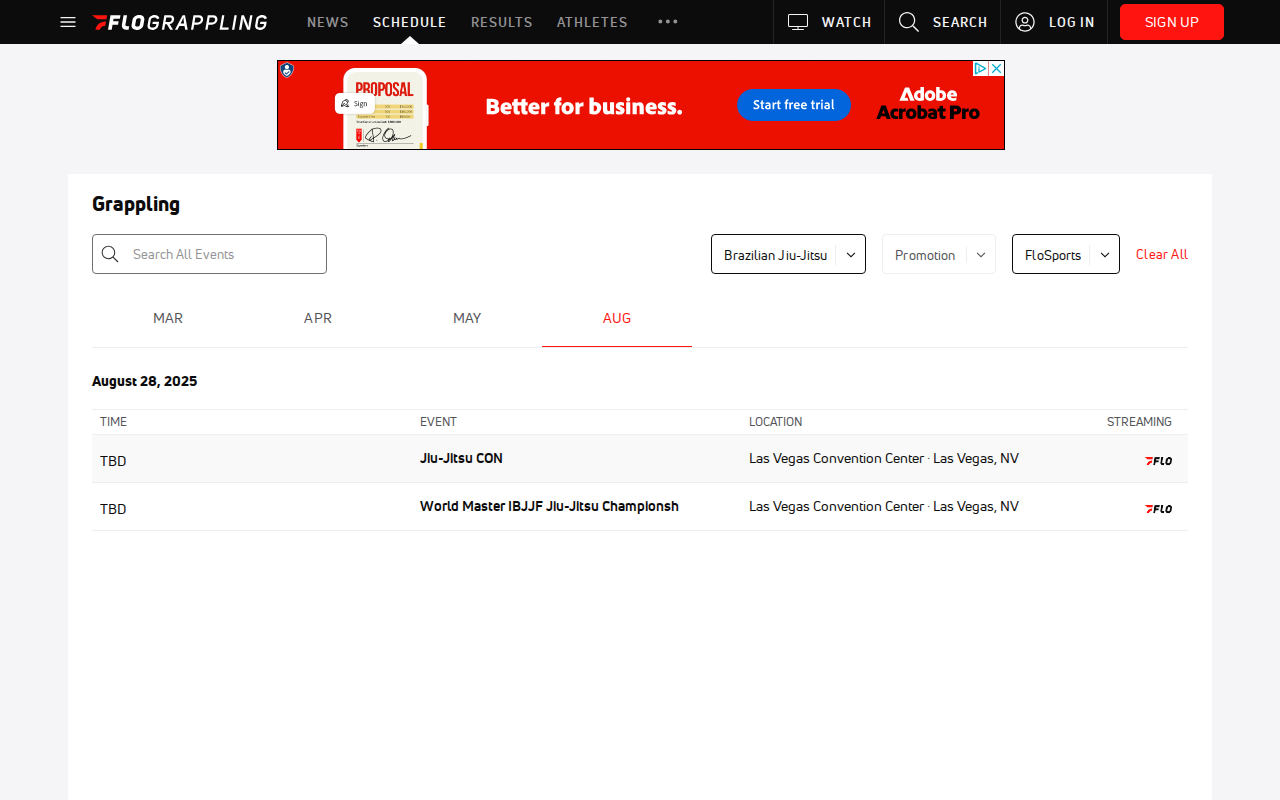 FLOGRAPPLING
NEWS
SCHEDULE
RESULTS
ATHLETES
WATCH
SEARCH
LOG IN
SIGN UP
PROPOSAL
Sign
Better for business.
Start free trial
Adobe
Acrobat Pro
Grappling
Search All Events
Brazilian Jiu-Jitsu
Promotion
FloSports
Clear All
MAR
APR
MAY
AUG
August 28, 2025
TIME
EVENT
LOCATION
STREAMING
TBD
Jiu-Jitsu CON
Las Vegas Convention Center · Las Vegas, NV
FLO
TBD
World Master IBJJF Jiu-Jitsu Championsh
Las Vegas Convention Center · Las Vegas, NV
FLO